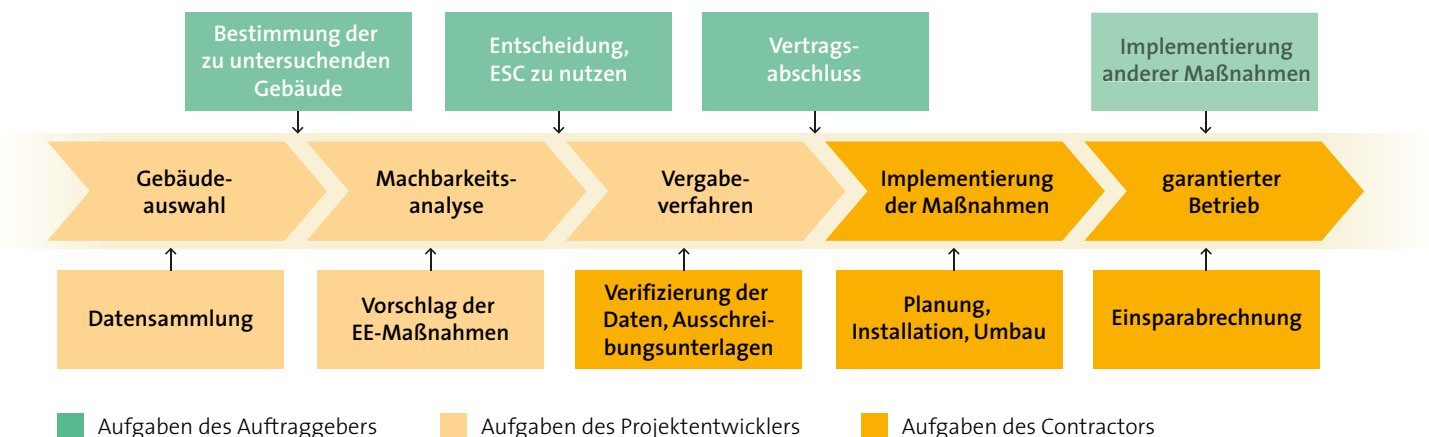 Bestimmung der
zu untersuchenden
Gebäude
Entscheidung,
ESC zu nutzen
Vertrags-
abschluss
Implementierung
anderer Maßnahmen
Gebäude-
auswahl
Machbarkeits-
analyse
Vergabe-
verfahren
Implementierung
der Maßnahmen
garantierter
Betrieb
Datensammlung
Vorschlag der
EE-Maßnahmen
Verifizierung der
Daten, Ausschrei-
bungsunterlagen
Planung,
Installation, Umbau
Einsparabrechnung
Aufgaben des Auftraggebers
Aufgaben des Projektentwicklers
Aufgaben des Contractors